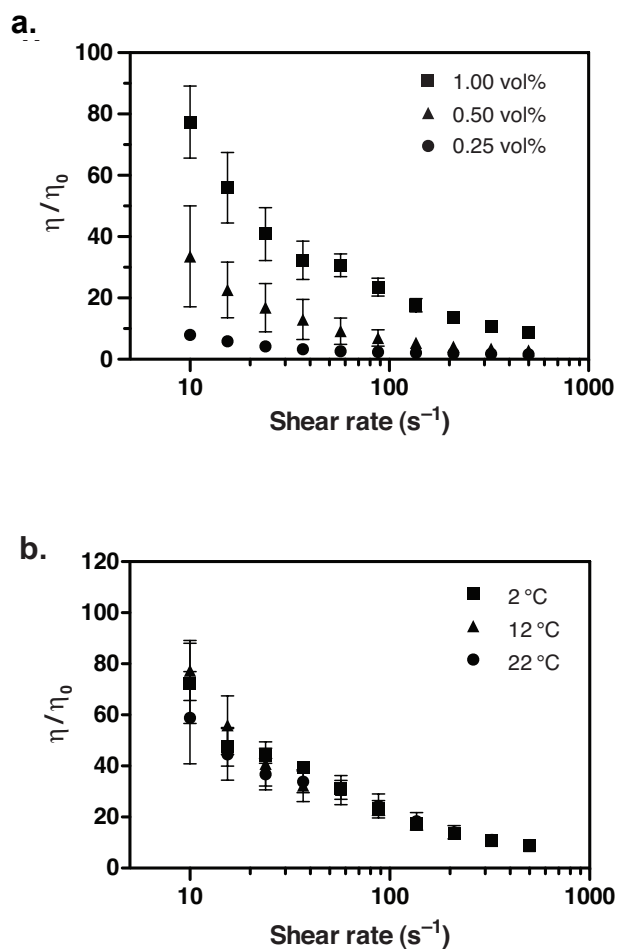 a.
100
80
60
40
20
0
η/η₀
1.00 vol%
0.50 vol%
0.25 vol%
10 100 1000
Shear rate (s⁻¹)
b.
120
100
80
60
40
20
0
η/η₀
2 °C
12 °C
22 °C
10 100 1000
Shear rate (s⁻¹)